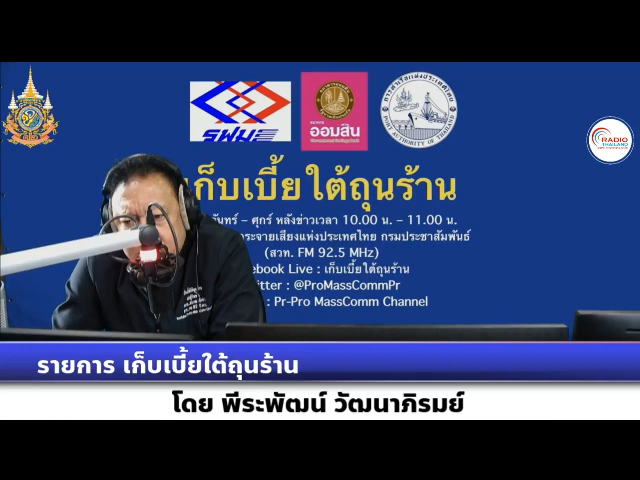 รฟม
ธนาคาร
ออมสิน
Government Savings Bank
การท่าเรือแห่งประเทศไทย
PORT AUTHORITY OF THAILAND
RADIO
THAILAND
เก็บเบี้ยใต้ถุนร้าน
จันทร์ – ศุกร์ หลังข่าวเวลา 10.00 น. – 11.00 น.
กระจายเสียงแห่งประเทศไทย กรมประชาสัมพันธ์
(สวท. FM 92.5 MHz)
ebook Live : เก็บเบี้ยใต้ถุนร้าน
itter : @ProMassCommPr
: Pr-Pro MassComm Channel
รายการ เก็บเบี้ยใต้ถุนร้าน
โดย พีระพัฒน์ วัฒนาภิรมย์